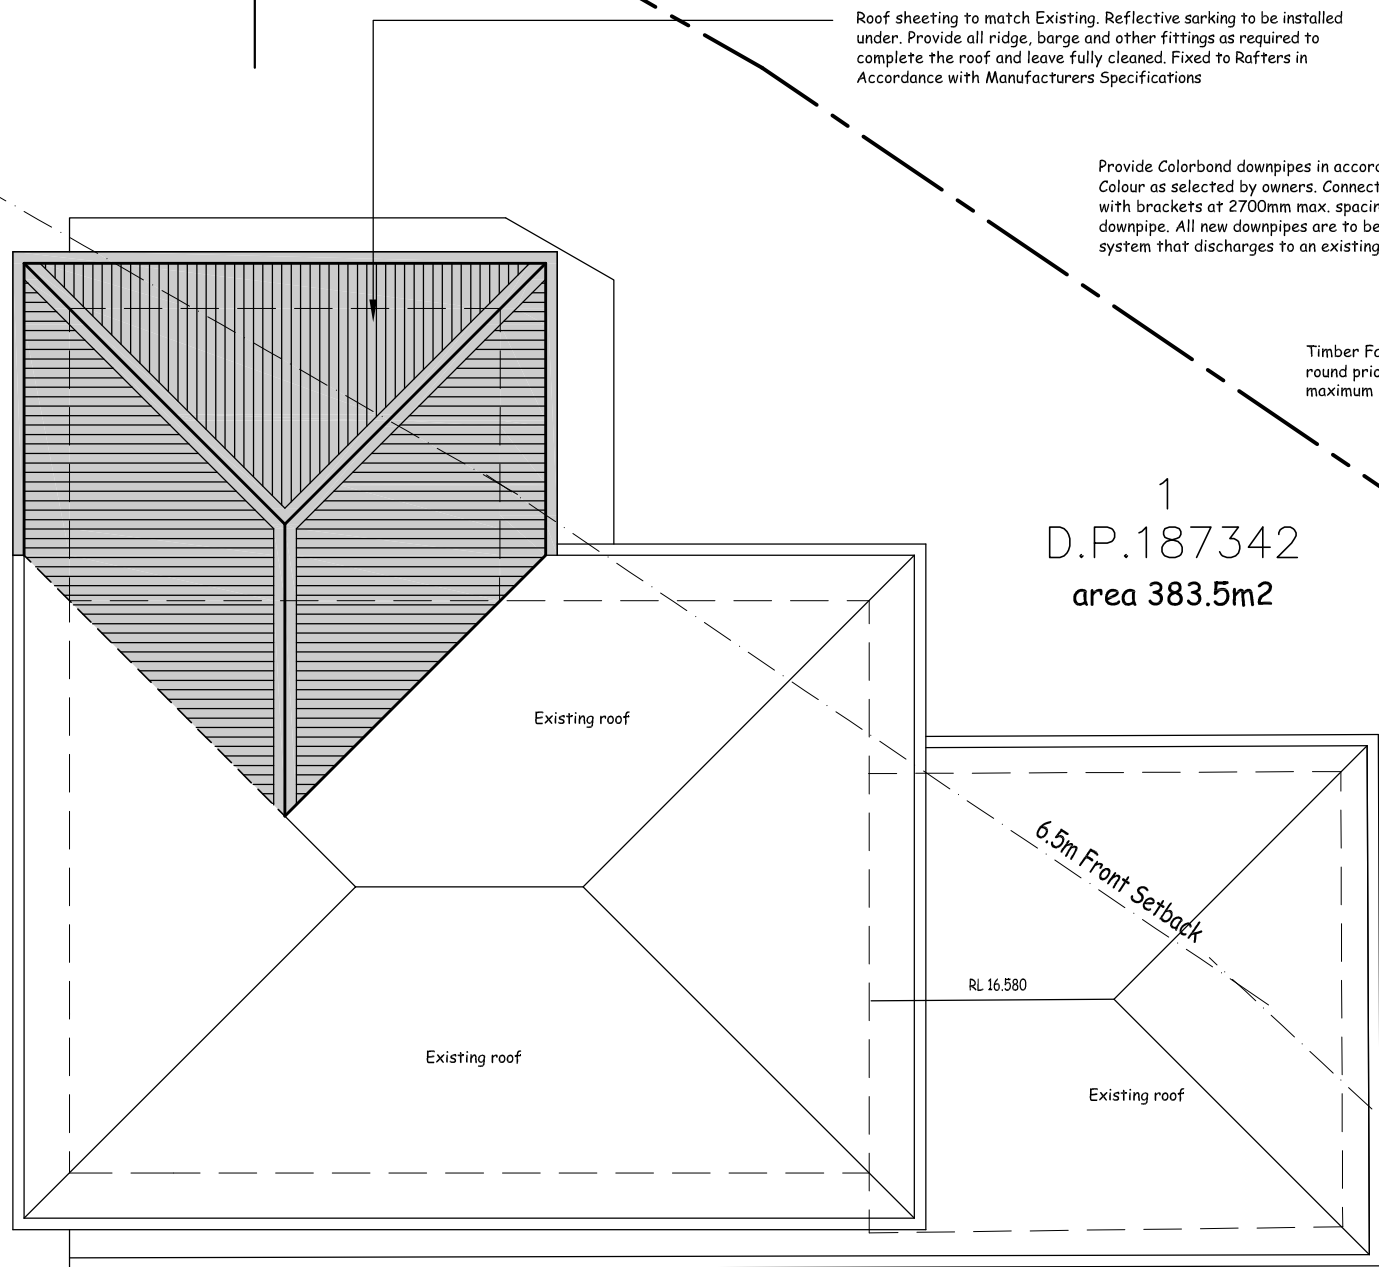 Roof sheeting to match Existing. Reflective sarking to be installed
under. Provide all ridge, barge and other fittings as required to
complete the roof and leave fully cleaned. Fixed to Rafters in
Accordance with Manufacturers Specifications
Provide Colorbond downpipes in
Colour as selected by owners. Connect
with brackets at 2700mm max.
downpipe. All new downpipes are to be
system that discharges to an existing
Timber
round
maximum
1
D.P.187342
area 383.5m2
Existing roof
6.5m Front Setback
RL 16.580
Existing roof
Existing roof